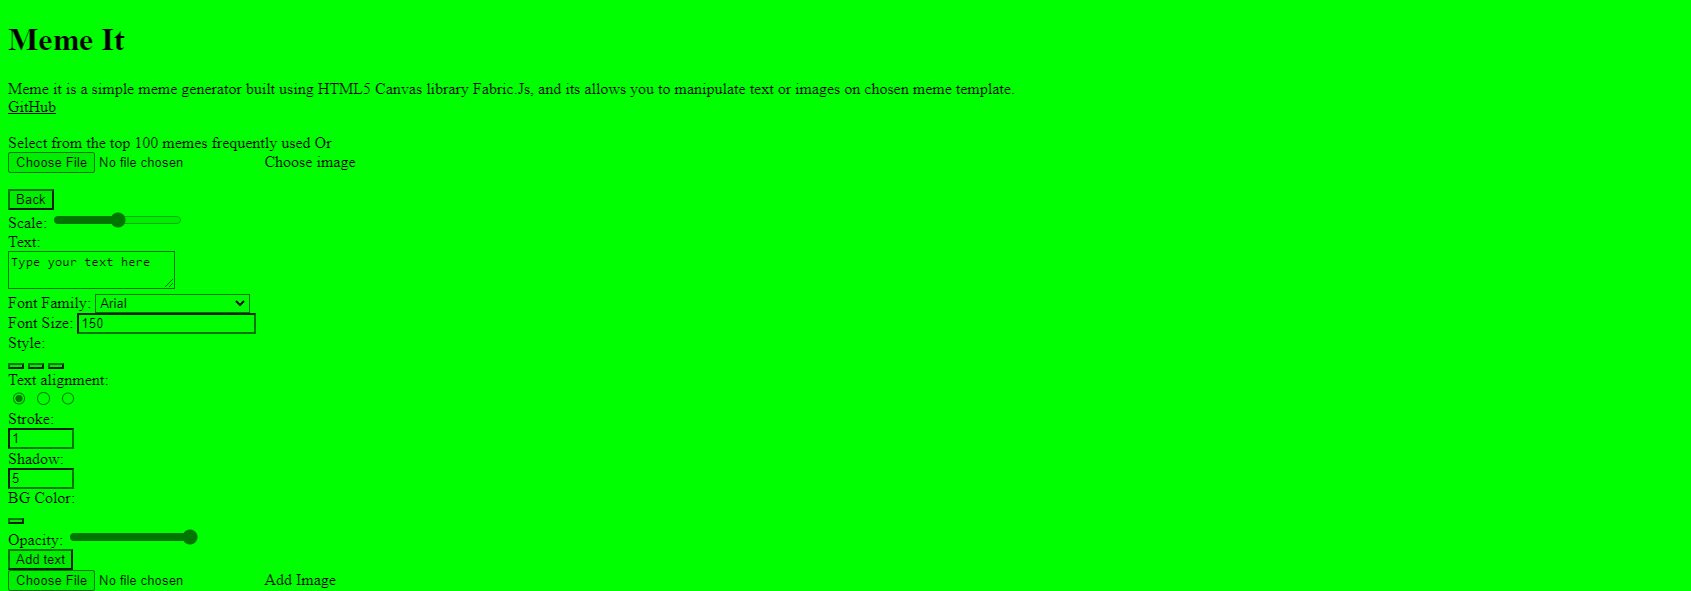 Meme It
Meme it is a simple meme generator built using HTML5 Canvas library Fabric.Js, and its allows you to manipulate text or images on chosen meme template.
GitHub
Select from the top 100 memes frequently used Or
Choose File No file chosen Choose image
Back
Scale:
Text:
Type your text here
Font Family: Arial
Font Size: 150
Style:
Text alignment:
Stroke:
1
Shadow:
5
BG Color:
Opacity:
Add text
Choose File No file chosen Add Image